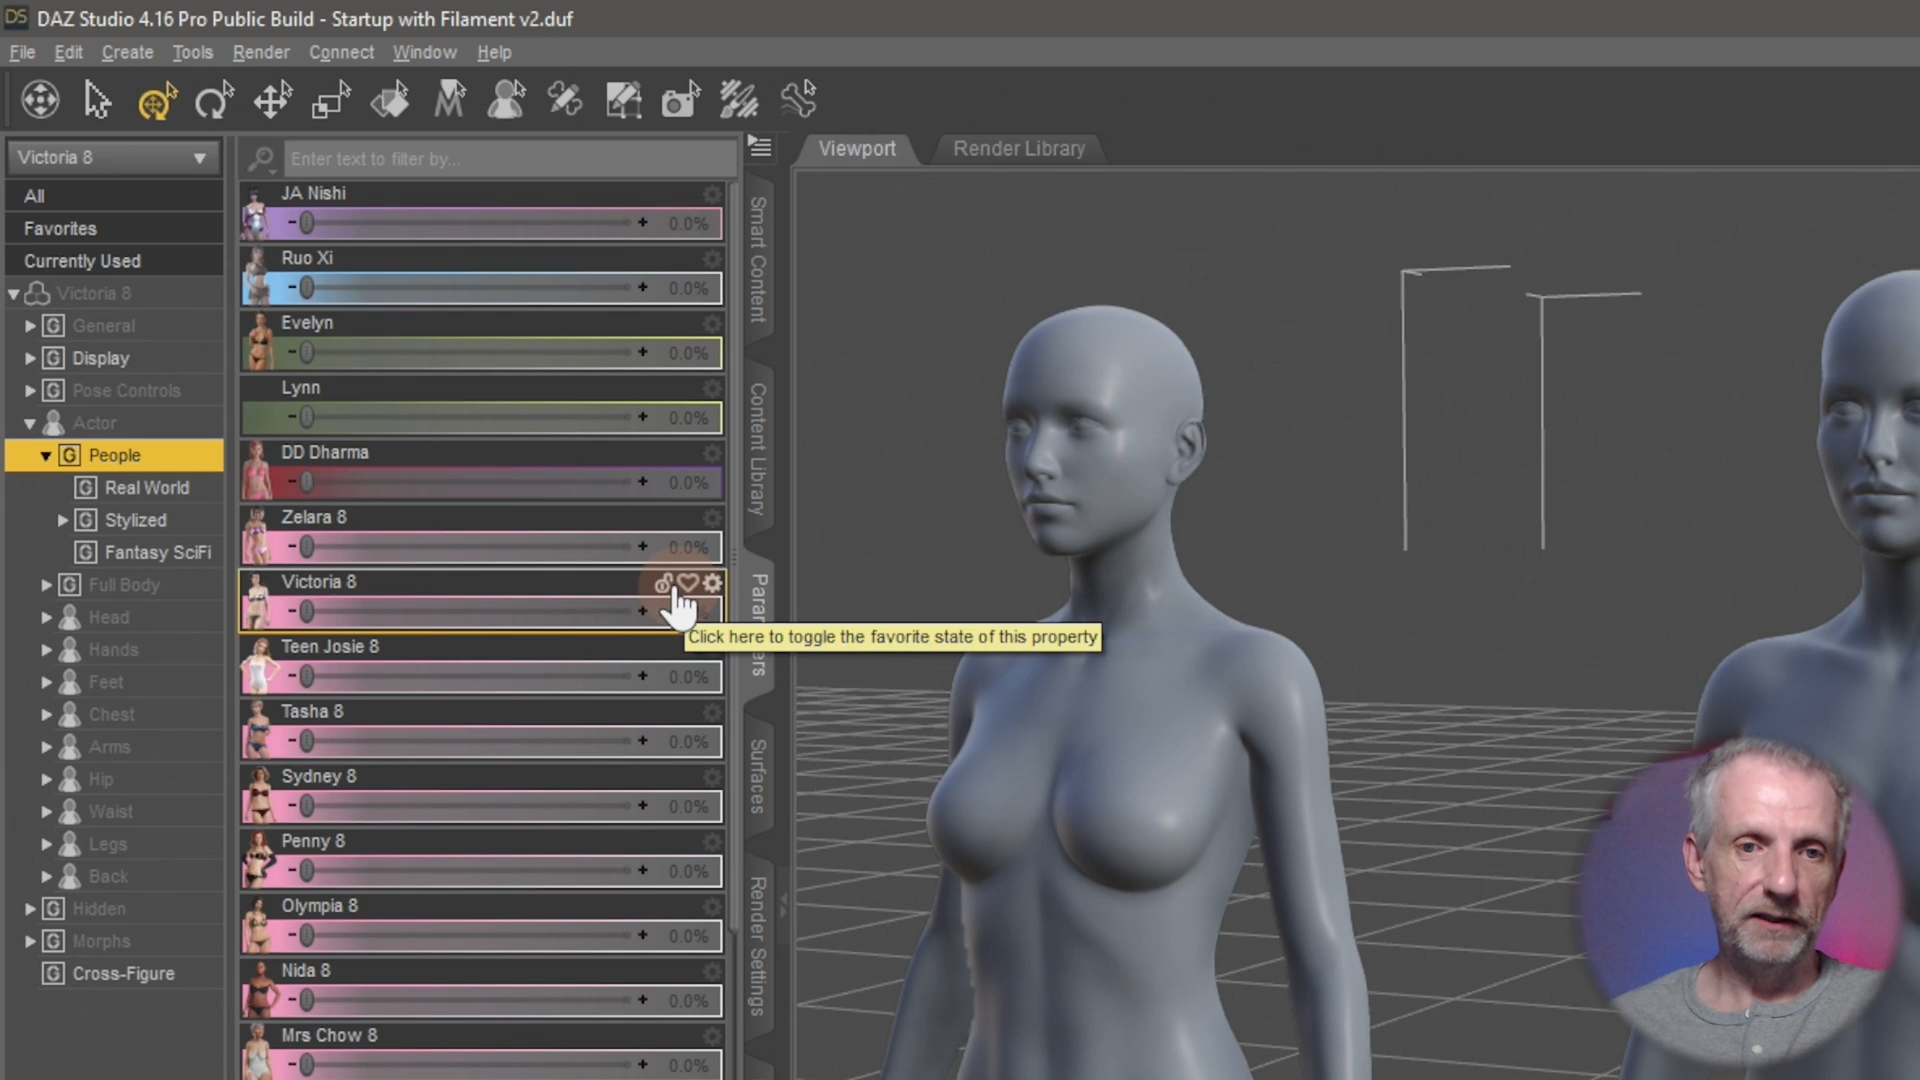 DS DAZ Studio 4.16 Pro Public Build - Startup with Filament v2.duf
File Edit Create Tools Render Connect Window Help
Victoria 8
All
Favorites
Currently Used
Victoria 8
G General
G Display
G Pose Controls
Actor
G People
G Real World
G Stylized
G Fantasy SciFi
G Full Body
Head
Hands
Feet
Chest
Arms
Hip
Waist
Legs
Back
G Hidden
G Morphs
G Cross-Figure
Enter text to filter by...
JA Nishi
- + 0.0%
Ruo Xi
- + 0.0%
Evelyn
- + 0.0%
Lynn
- + 0.0%
DD Dharma
- + 0.0%
Zelara 8
- + 0.0%
Victoria 8
- +
Click here to toggle the favorite state of this property
Teen Josie 8
- + 0.0%
Tasha 8
- + 0.0%
Sydney 8
- + 0.0%
Penny 8
- + 0.0%
Olympia 8
- + 0.0%
Nida 8
- + 0.0%
Mrs Chow 8
- + 0.0%
Smart Content
Content Library
Surfaces
Render Settings
Viewport
Render Library